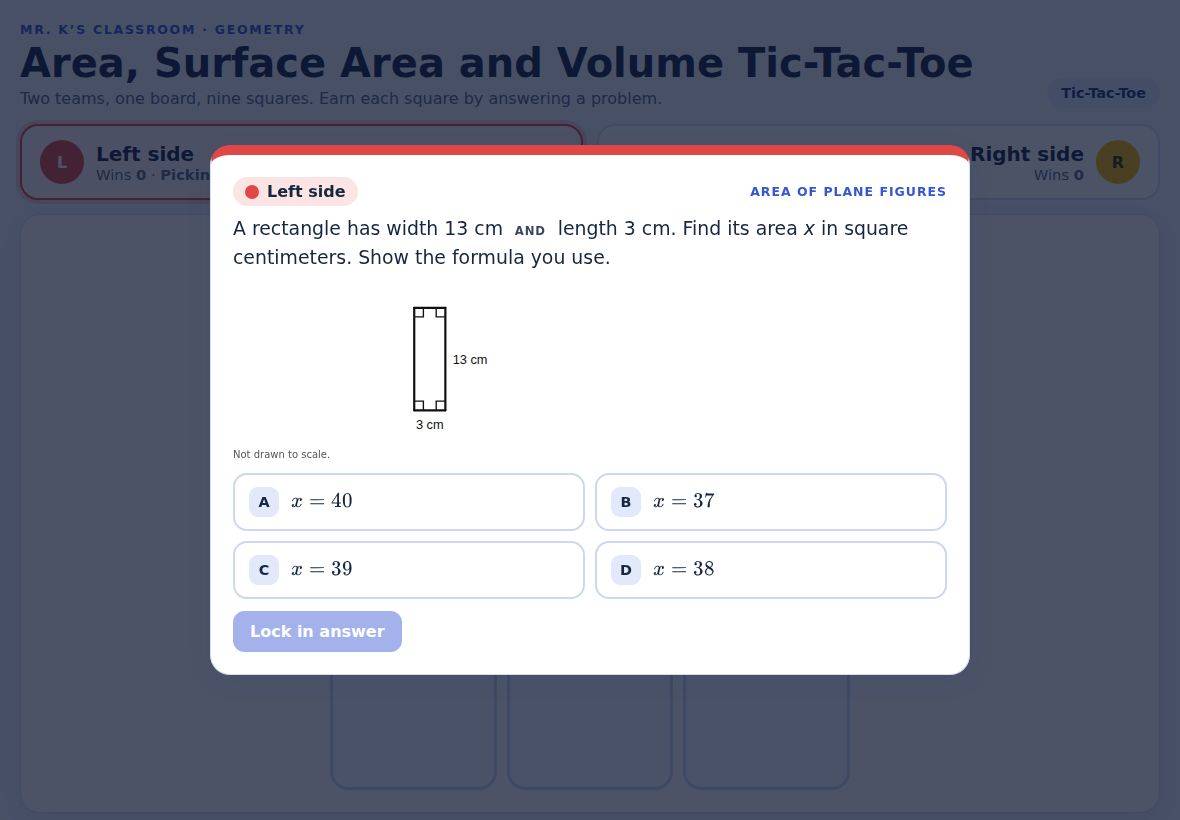 MR. K’S CLASSROOM · GEOMETRY
Area, Surface Area and Volume Tic-Tac-Toe
Two teams, one board, nine squares. Earn each square by answering a problem.
Tic-Tac-Toe
L
Left side
Wins 0 · Pickin
Right side
Wins 0
R
Left side
AREA OF PLANE FIGURES
A rectangle has width 13 cm AND length 3 cm. Find its area x in square
centimeters. Show the formula you use.
13 cm
3 cm
Not drawn to scale.
A x = 40
B x = 37
C x = 39
D x = 38
Lock in answer